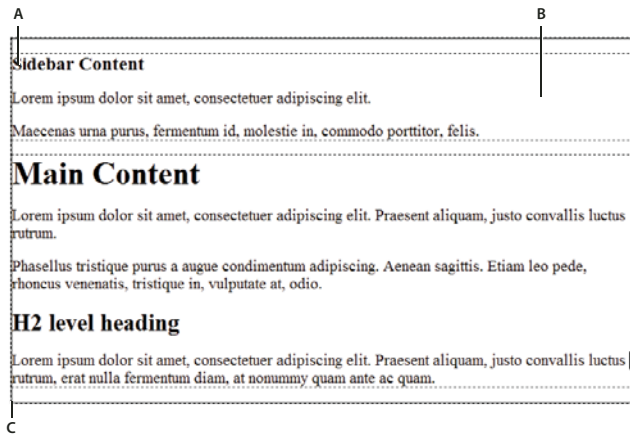 A
B
Sidebar Content
Lorem ipsum dolor sit amet, consectetuer adipiscing elit.
Maecenas urna purus, fermentum id, molestie in, commodo porttitor, felis.
Main Content
Lorem ipsum dolor sit amet, consectetuer adipiscing elit. Praesent aliquam, justo convallis luctus
rutrum.
Phasellus tristique purus a augue condimentum adipiscing. Aenean sagittis. Etiam leo pede,
rhoncus venenatis, tristique in, vulputate at, odio.
H2 level heading
Lorem ipsum dolor sit amet, consectetuer adipiscing elit. Praesent aliquam, justo convallis luctus
rutrum, erat nulla fermentum diam, at nonummy quam ante ac quam.
C